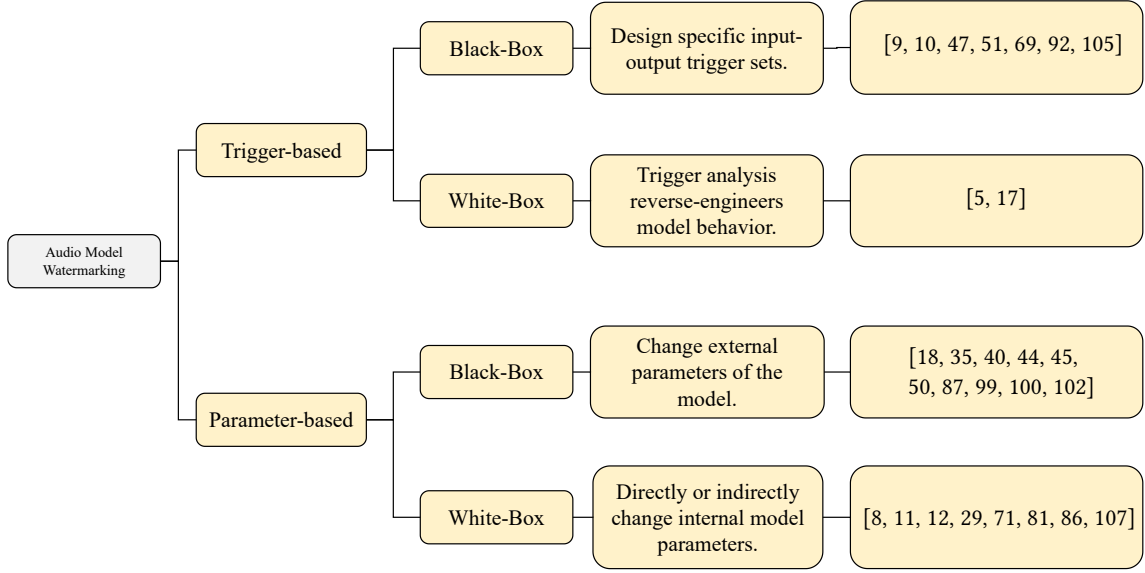 Audio Model
Watermarking
Trigger-based
Black-Box
Design specific input-
output trigger sets.
[9, 10, 47, 51, 69, 92, 105]
White-Box
Trigger analysis
reverse-engineers
model behavior.
[5, 17]
Parameter-based
Black-Box
Change external
parameters of the
model.
[18, 35, 40, 44, 45,
50, 87, 99, 100, 102]
White-Box
Directly or indirectly
change internal model
parameters.
[8, 11, 12, 29, 71, 81, 86, 107]